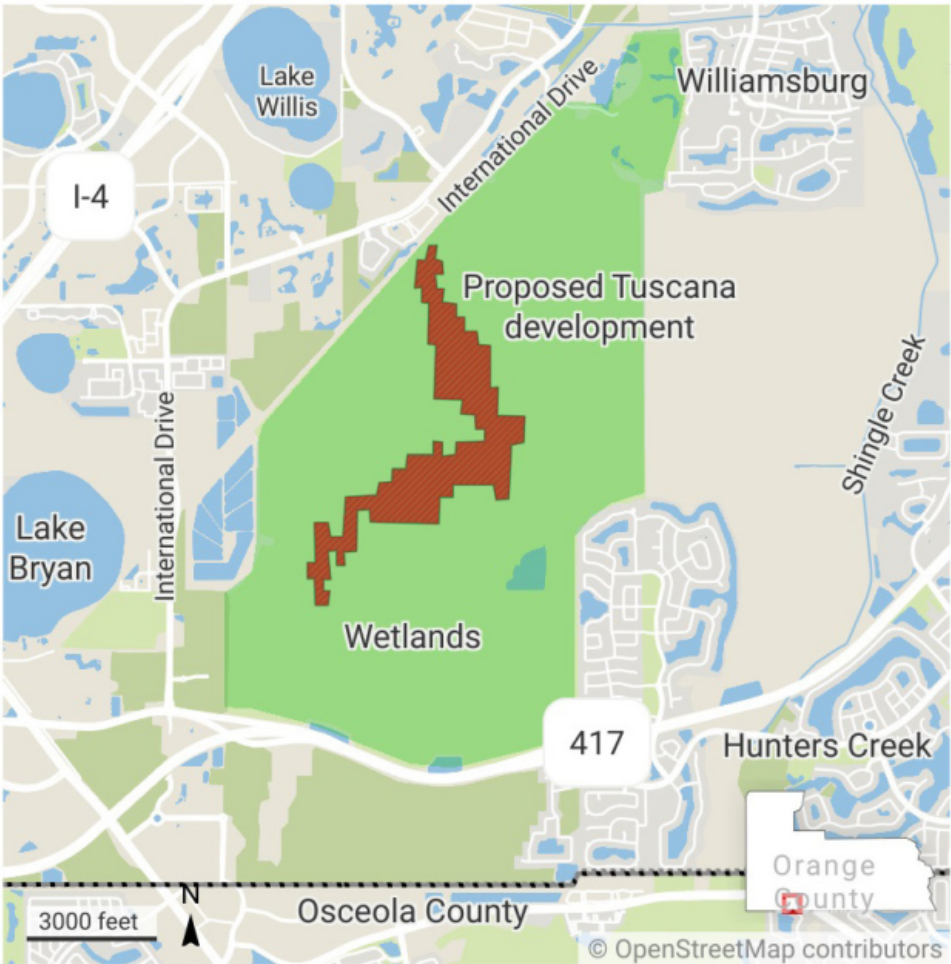 Lake
Willis
International Drive
Williamsburg
I-4
Proposed Tuscana
development
Shingle Creek
International Drive
Lake
Bryan
Wetlands
417
Hunters Creek
Orange
County
N
3000 feet
Osceola County
© OpenStreetMap contributors